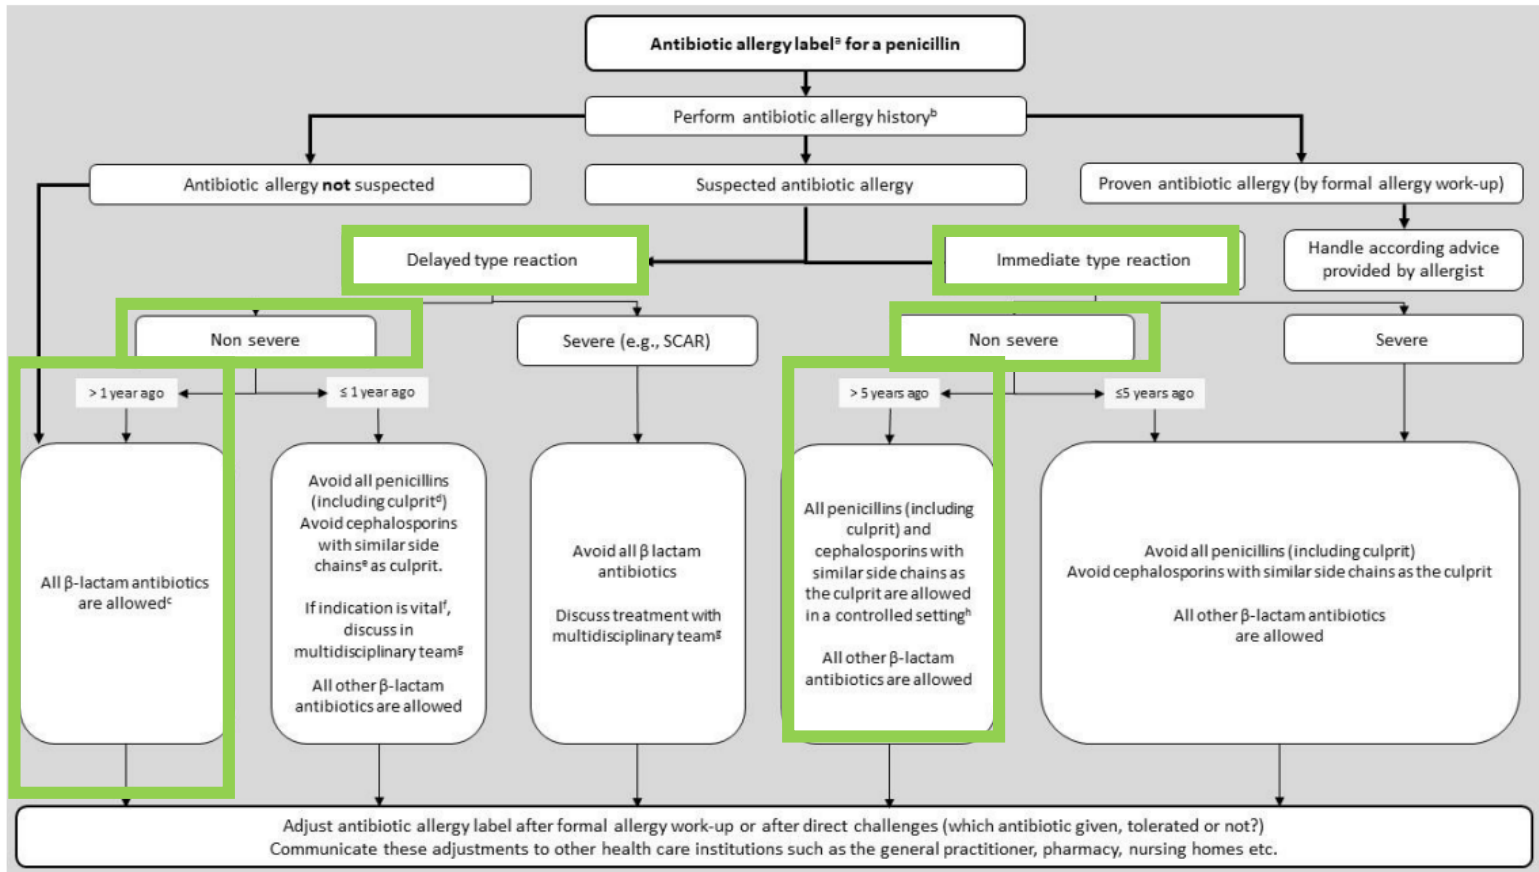 Antibiotic allergy labelᵃ for a penicillin
Perform antibiotic allergy historyᵇ
Antibiotic allergy not suspected
Suspected antibiotic allergy
Proven antibiotic allergy (by formal allergy work-up)
Delayed type reaction
Immediate type reaction
Handle according advice
provided by allergist
Non severe
Severe (e.g., SCAR)
Non severe
Severe
> 1 year ago
≤ 1 year ago
> 5 years ago
≤5 years ago
All β-lactam antibiotics
are allowedᶜ
Avoid all penicillins
(including culpritᵈ)
Avoid cephalosporins
with similar side
chainsᵉ as culprit.
If indication is vitalᶠ,
discuss in
multidisciplinary teamᵍ
All other β-lactam
antibiotics are allowed
Avoid all β lactam
antibiotics
Discuss treatment with
multidisciplinary teamᵍ
All penicillins (including
culprit) and
cephalosporins with
similar side chains as
the culprit are allowed
in a controlled settingʰ
All other β-lactam
antibiotics are allowed
Avoid all penicillins (including culprit)
Avoid cephalosporins with similar side chains as the culprit
All other β-lactam antibiotics
are allowed
Adjust antibiotic allergy label after formal allergy work-up or after direct challenges (which antibiotic given, tolerated or not?)
Communicate these adjustments to other health care institutions such as the general practitioner, pharmacy, nursing homes etc.